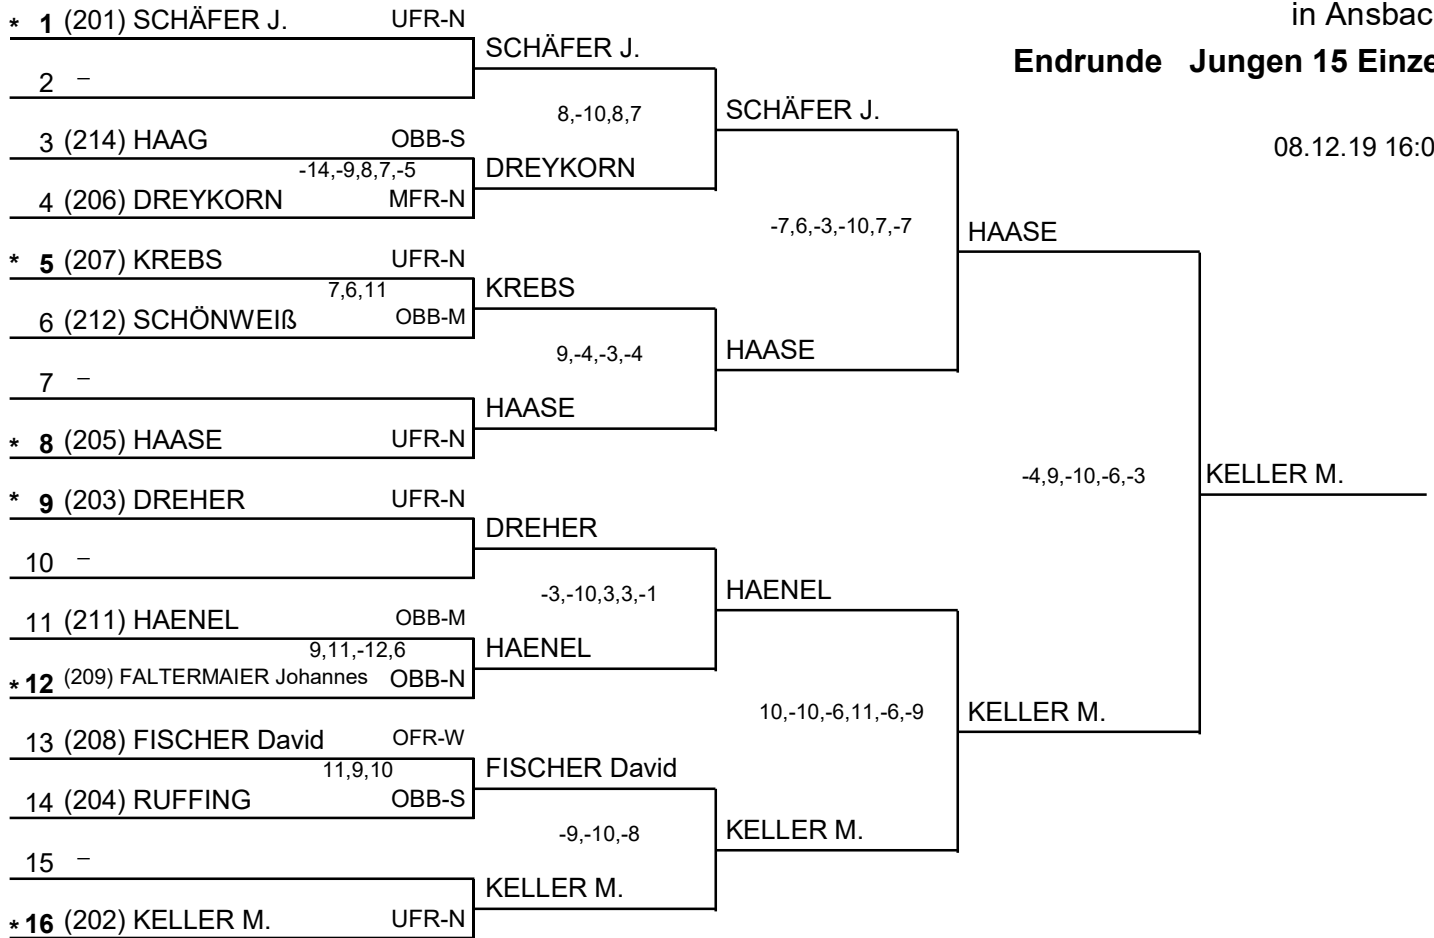 in Ansbac
Endrunde Jungen 15 Einze
08.12.19 16:0
* 1 (201) SCHÄFER J. UFR-N
SCHÄFER J.
2 –
8,-10,8,7
SCHÄFER J.
3 (214) HAAG OBB-S
-14,-9,8,7,-5
DREYKORN
4 (206) DREYKORN MFR-N
-7,6,-3,-10,7,-7
HAASE
* 5 (207) KREBS UFR-N
7,6,11
KREBS
6 (212) SCHÖNWEIß OBB-M
9,-4,-3,-4
HAASE
7 –
HAASE
* 8 (205) HAASE UFR-N
-4,9,-10,-6,-3
KELLER M.
* 9 (203) DREHER UFR-N
DREHER
10 –
-3,-10,3,3,-1
HAENEL
11 (211) HAENEL OBB-M
9,11,-12,6
HAENEL
* 12 (209) FALTERMAIER Johannes OBB-N
10,-10,-6,11,-6,-9
KELLER M.
13 (208) FISCHER David OFR-W
11,9,10
FISCHER David
14 (204) RUFFING OBB-S
-9,-10,-8
KELLER M.
15 –
KELLER M.
* 16 (202) KELLER M. UFR-N